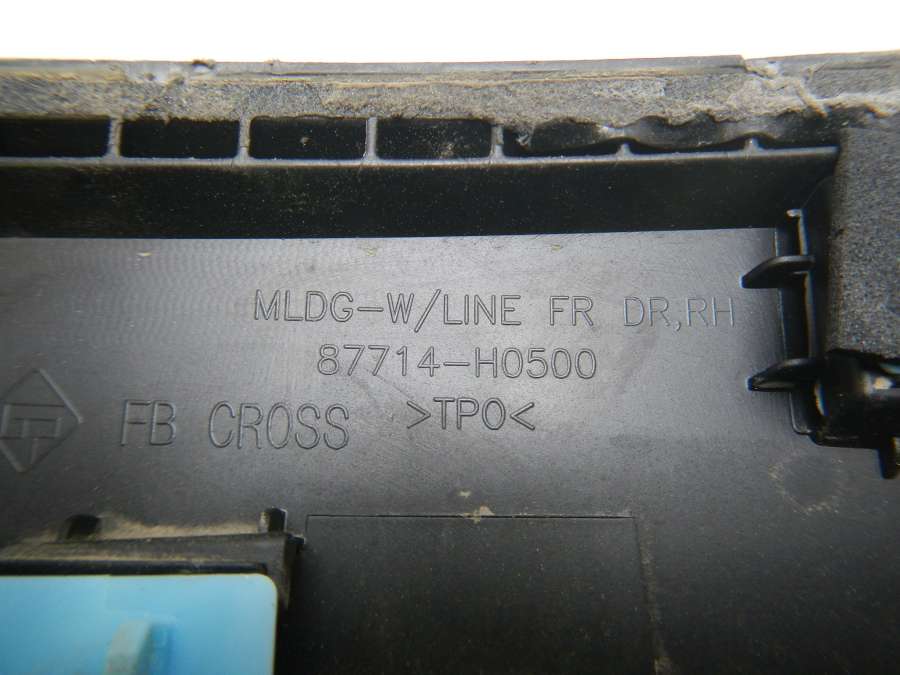 MLDG-W/LINE FR DR,RH
87714-H0500
FB CROSS >TPO<